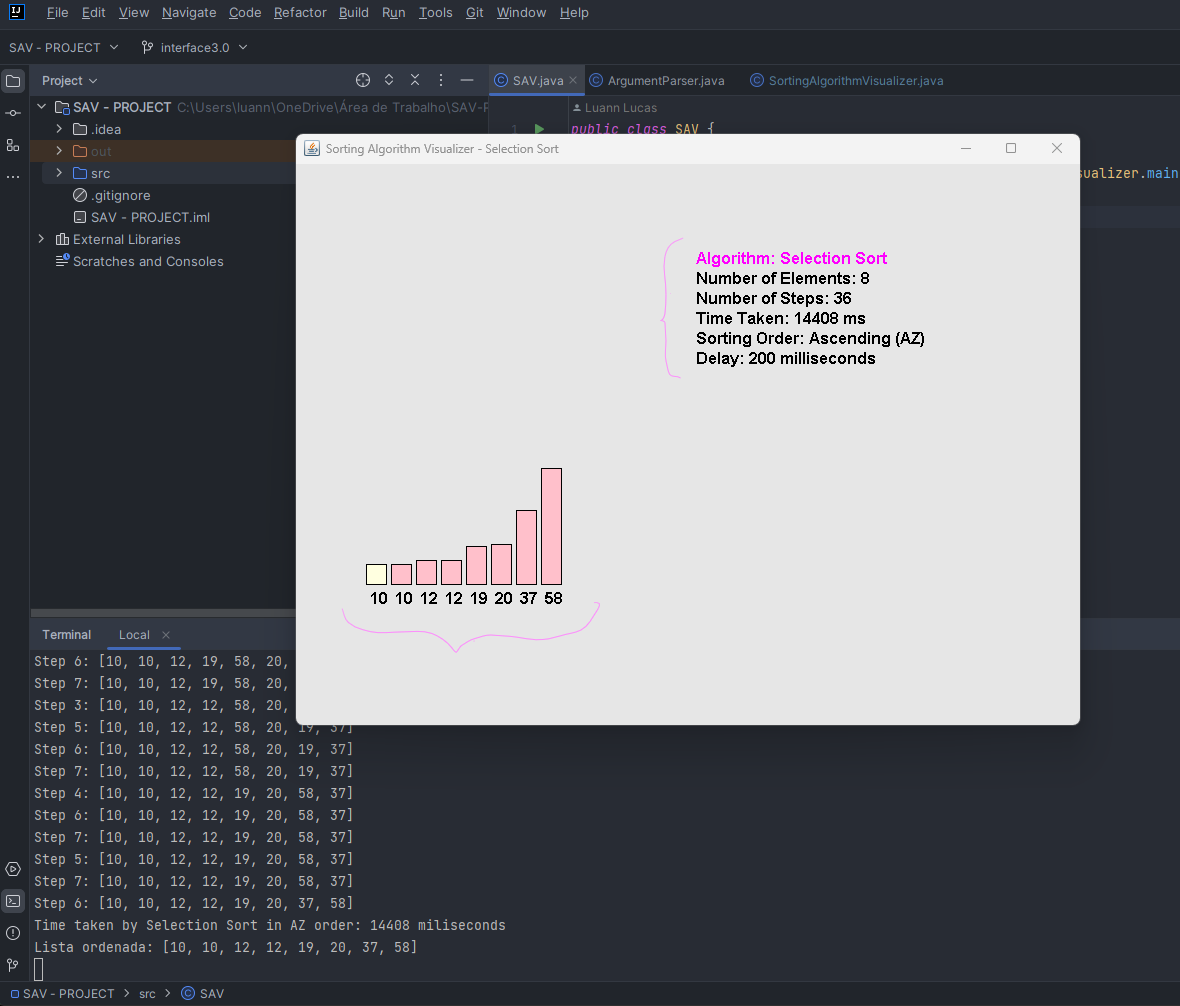 File Edit View Navigate Code Refactor Build Run Tools Git Window Help
SAV - PROJECT interface3.0
Project
SAV.java ArgumentParser.java SortingAlgorithmVisualizer.java
SAV - PROJECT C:\Users\luann\OneDrive\Área de Trabalho\SAV-P
.idea
out
src
.gitignore
SAV - PROJECT.iml
External Libraries
Scratches and Consoles
Luann Lucas
1 public class SAV {
sualizer.main
Sorting Algorithm Visualizer - Selection Sort
Algorithm: Selection Sort
Number of Elements: 8
Number of Steps: 36
Time Taken: 14408 ms
Sorting Order: Ascending (AZ)
Delay: 200 milliseconds
10 10 12 12 19 20 37 58
Terminal Local
Step 6: [10, 10, 12, 19, 58, 20,
Step 7: [10, 10, 12, 19, 58, 20,
Step 3: [10, 10, 12, 12, 58, 20,
Step 5: [10, 10, 12, 12, 58, 20, 19, 37]
Step 6: [10, 10, 12, 12, 58, 20, 19, 37]
Step 7: [10, 10, 12, 12, 58, 20, 19, 37]
Step 4: [10, 10, 12, 12, 19, 20, 58, 37]
Step 6: [10, 10, 12, 12, 19, 20, 58, 37]
Step 7: [10, 10, 12, 12, 19, 20, 58, 37]
Step 5: [10, 10, 12, 12, 19, 20, 58, 37]
Step 7: [10, 10, 12, 12, 19, 20, 58, 37]
Step 6: [10, 10, 12, 12, 19, 20, 37, 58]
Time taken by Selection Sort in AZ order: 14408 miliseconds
Lista ordenada: [10, 10, 12, 12, 19, 20, 37, 58]
SAV - PROJECT > src > SAV